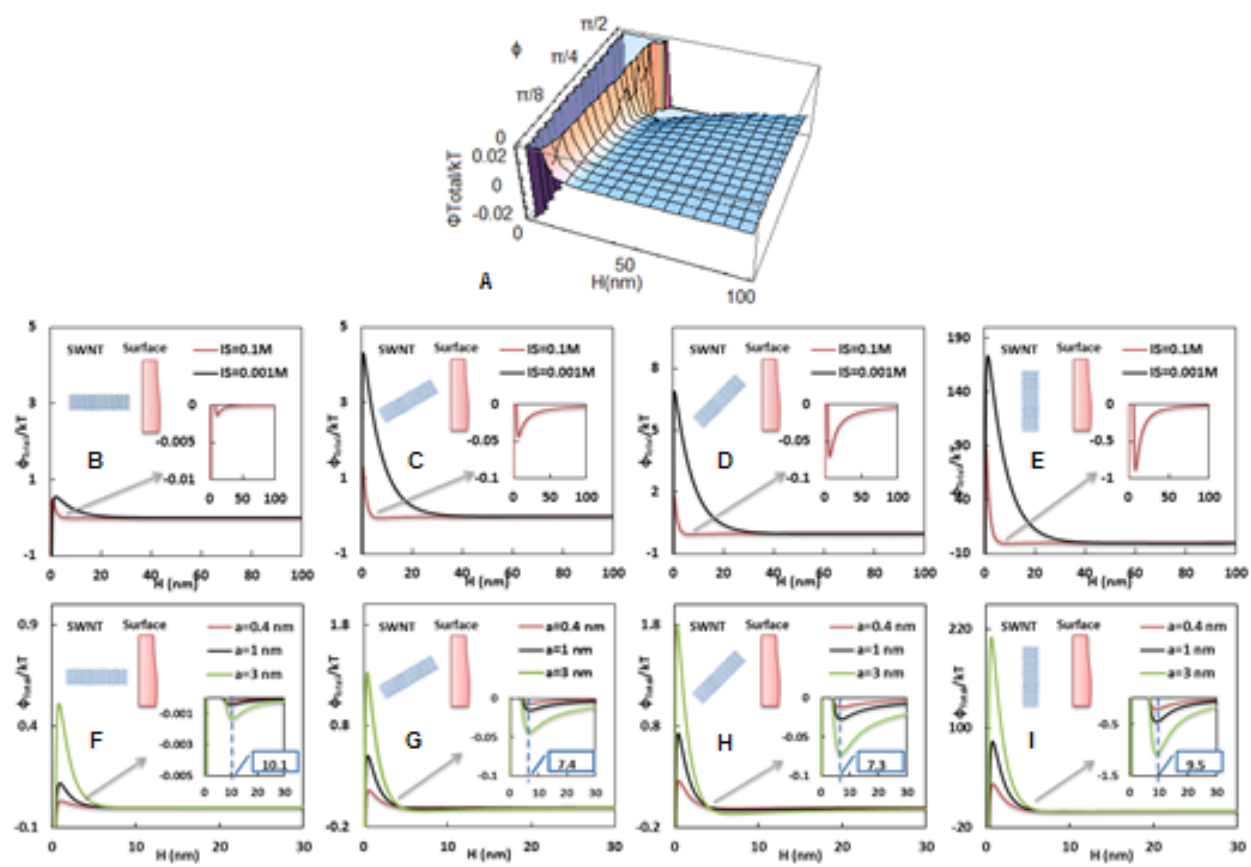 π/2
ϕ
π/4
π/8
0
0.02
0
-0.02
ΦTotal/kT
0
50
100
H(nm)
A
5
3
1
-1
Φ_Total/kT
SWNT Surface
IS=0.1M
IS=0.001M
0
-0.005
-0.01
0 50 100
B
0 20 40 60 80 100
H (nm)
5
3
1
-1
Φ_Total/kT
SWNT Surface
IS=0.1M
IS=0.001M
0
-0.05
-0.1
0 50 100
C
0 20 40 60 80 100
H (nm)
8
5
2
-1
Φ_Total/kT
SWNT Surface
IS=0.1M
IS=0.001M
0
-0.05
-0.1
0 50 100
D
0 20 40 60 80 100
H (nm)
190
140
90
40
-10
Φ_Total/kT
SWNT Surface
IS=0.1M
IS=0.001M
0
-0.5
-1
0 50 100
E
0 20 40 60 80 100
H (nm)
0.9
0.4
-0.1
Φ_Total/kT
SWNT Surface
a=0.4 nm
a=1 nm
a=3 nm
-0.001
-0.003
-0.005
10.1
0 10 20 30
F
0 10 20 30
H (nm)
1.8
0.8
-0.2
Φ_Total/kT
SWNT Surface
a=0.4 nm
a=1 nm
a=3 nm
0
-0.05
-0.1
7.4
0 10 20 30
G
0 10 20 30
H (nm)
1.8
0.8
-0.2
Φ_Total/kT
SWNT Surface
a=0.4 nm
a=1 nm
a=3 nm
0
-0.05
-0.1
7.3
0 10 20 30
H
0 10 20 30
H (nm)
220
100
-20
Φ_Total/kT
SWNT Surface
a=0.4 nm
a=1 nm
a=3 nm
-0.5
-1.5
9.5
0 10 20 30
I
0 10 20 30
H (nm)